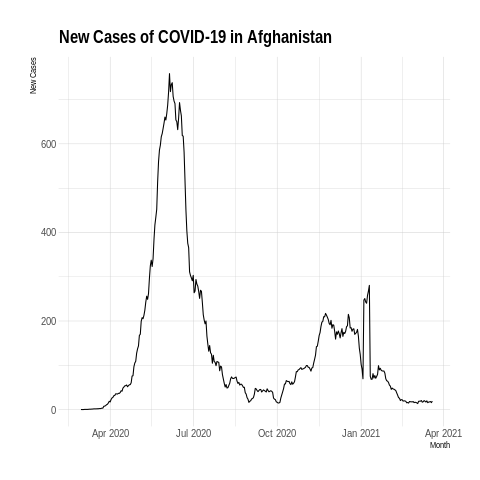 New Cases of COVID-19 in Afghanistan
New Cases
600
400
200
0
Apr 2020 Jul 2020 Oct 2020 Jan 2021 Apr 2021
Month